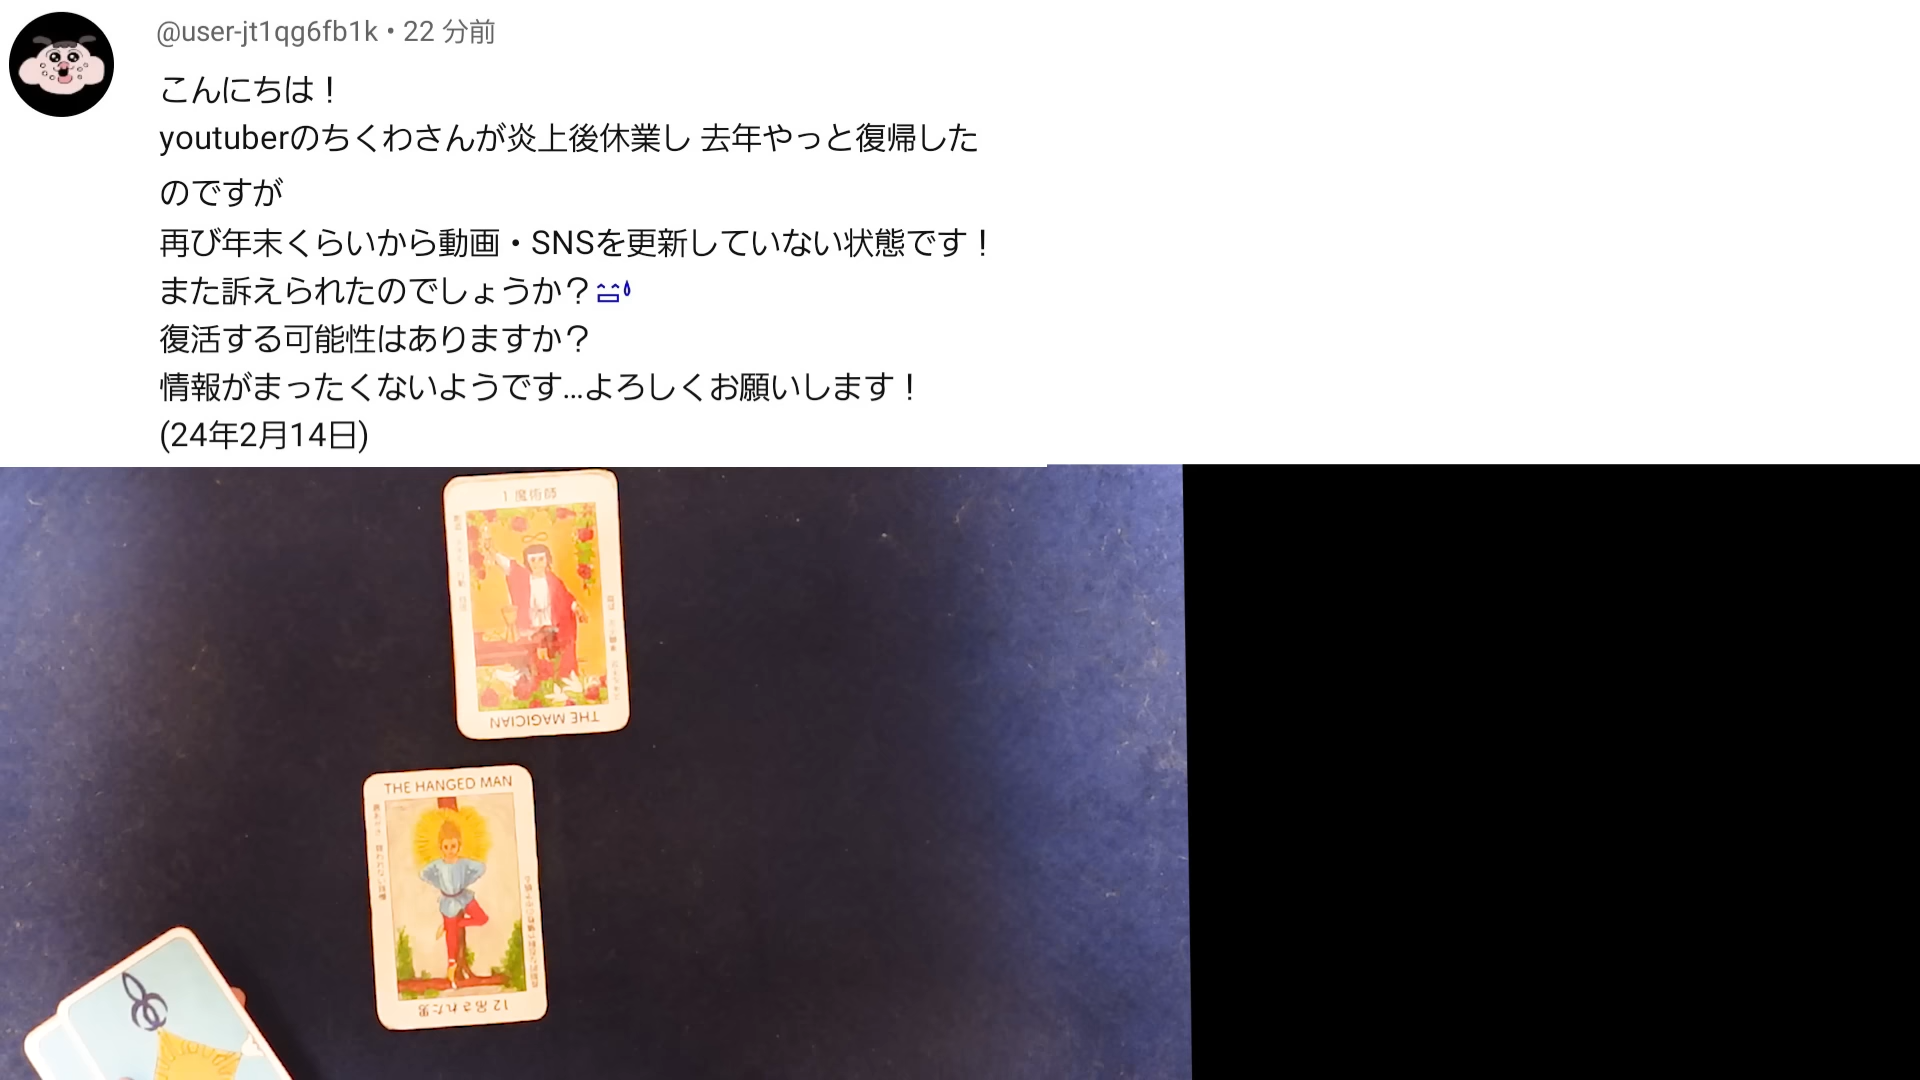 @user-jt1qg6fb1k • 22 分前
こんにちは！
youtuberのちくわさんが炎上後休業し 去年やっと復帰した
のですが
再び年末くらいから動画・SNSを更新していない状態です！
また訴えられたのでしょうか？
復活する可能性はありますか？
情報がまったくないようです...よろしくお願いします！
(24年2月14日)
1 魔術師
THE MAGICIAN
THE HANGED MAN
12 吊された男